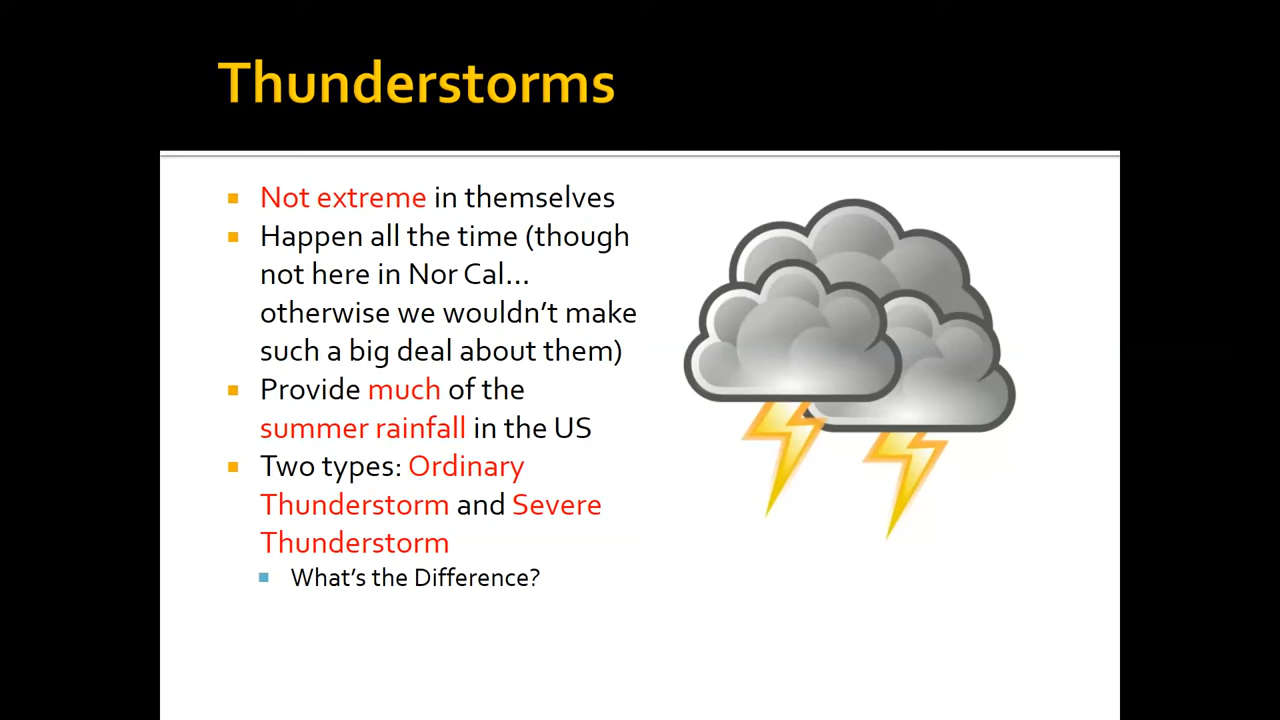 Thunderstorms
Not extreme in themselves
Happen all the time (though
not here in Nor Cal...
otherwise we wouldn't make
such a big deal about them)
Provide much of the
summer rainfall in the US
Two types: Ordinary
Thunderstorm and Severe
Thunderstorm
What's the Difference?